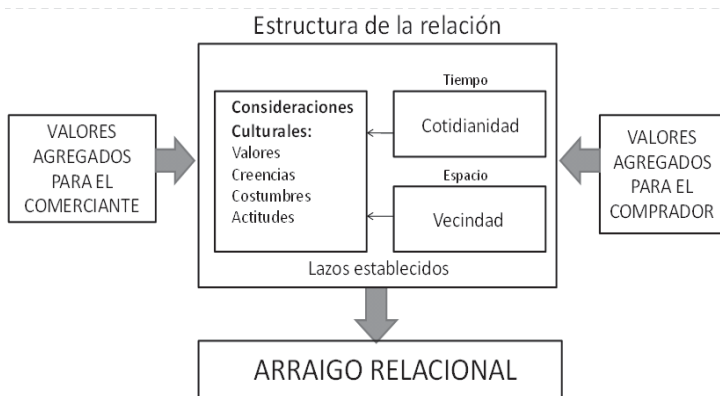 Estructura de la relación
VALORES
AGREGADOS
PARA EL
COMERCIANTE
Consideraciones
Culturales:
Valores
Creencias
Costumbres
Actitudes
Tiempo
Cotidianidad
Espacio
Vecindad
Lazos establecidos
VALORES
AGREGADOS
PARA EL
COMPRADOR
ARRAIGO RELACIONAL